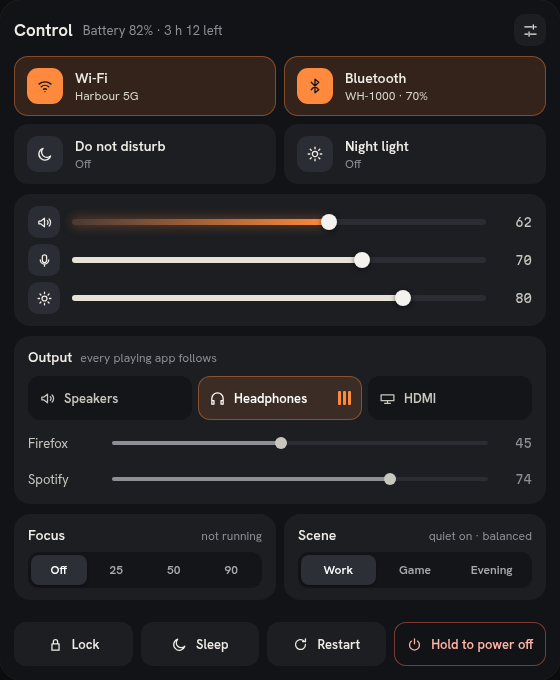 Control Battery 82% · 3 h 12 left
Wi-Fi
Harbour 5G
Bluetooth
WH-1000 · 70%
Do not disturb
Off
Night light
Off
62
70
80
Output every playing app follows
Speakers
Headphones
HDMI
Firefox 45
Spotify 74
Focus not running
Off 25 50 90
Scene quiet on · balanced
Work Game Evening
Lock
Sleep
Restart
Hold to power off